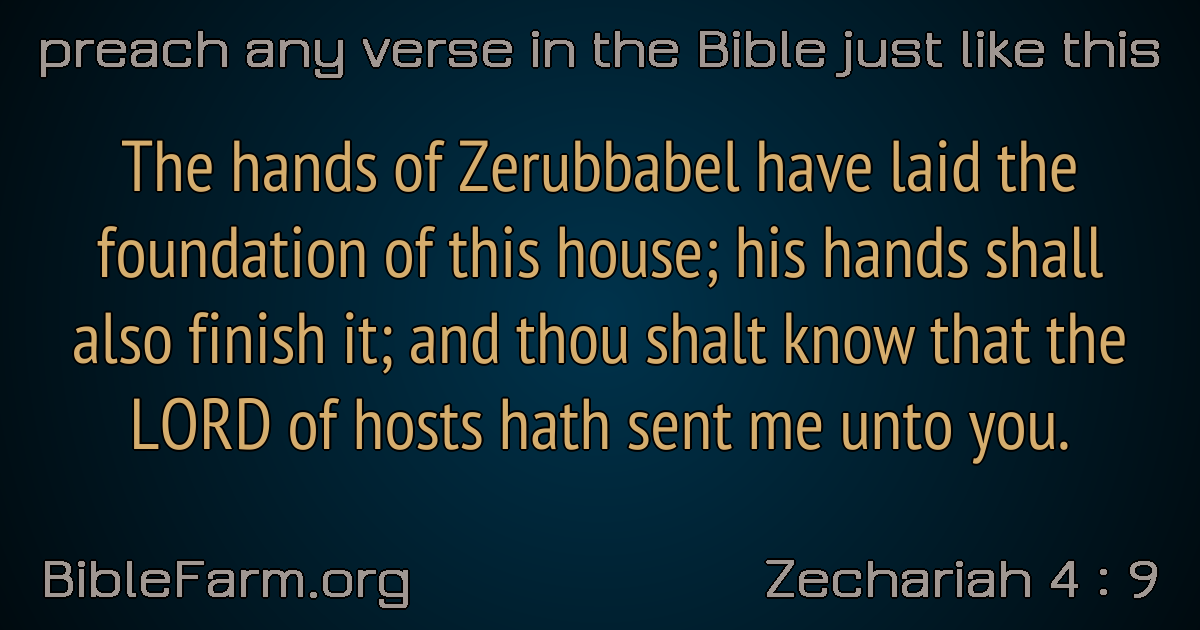 preach any verse in the Bible just like this
The hands of Zerubbabel have laid the
foundation of this house; his hands shall
also finish it; and thou shalt know that the
LORD of hosts hath sent me unto you.
BibleFarm.org
Zechariah 4 : 9